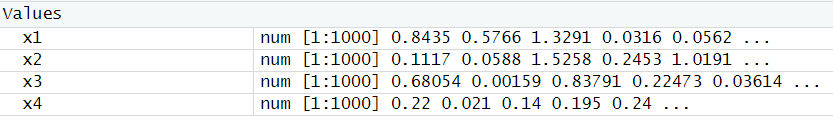 Values
x1 num [1:1000] 0.8435 0.5766 1.3291 0.0316 0.0562 ...
x2 num [1:1000] 0.1117 0.0588 1.5258 0.2453 1.0191 ...
x3 num [1:1000] 0.68054 0.00159 0.83791 0.22473 0.03614 ...
x4 num [1:1000] 0.22 0.021 0.14 0.195 0.24 ...